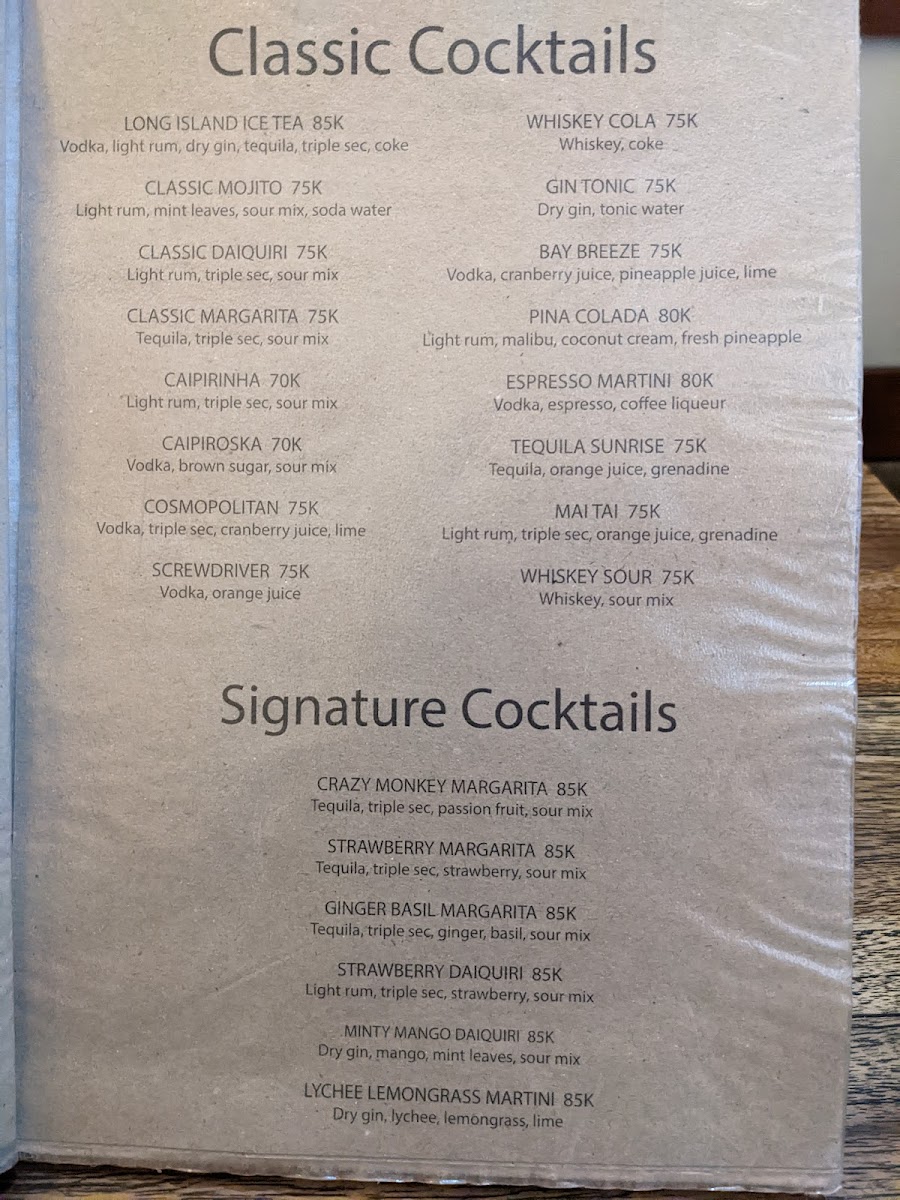 Classic Cocktails
LONG ISLAND ICE TEA 85K
Vodka, light rum, dry gin, tequila, triple sec, coke
CLASSIC MOJITO 75K
Light rum, mint leaves, sour mix, soda water
CLASSIC DAIQUIRI 75K
Light rum, triple sec, sour mix
CLASSIC MARGARITA 75K
Tequila, triple sec, sour mix
CAIPIRINHA 70K
Light rum, triple sec, sour mix
CAIPIROSKA 70K
Vodka, brown sugar, sour mix
COSMOPOLITAN 75K
Vodka, triple sec, cranberry juice, lime
SCREWDRIVER 75K
Vodka, orange juice
WHISKEY COLA 75K
Whiskey, coke
GIN TONIC 75K
Dry gin, tonic water
BAY BREEZE 75K
Vodka, cranberry juice, pineapple juice, lime
PINA COLADA 80K
Light rum, malibu, coconut cream, fresh pineapple
ESPRESSO MARTINI 80K
Vodka, espresso, coffee liqueur
TEQUILA SUNRISE 75K
Tequila, orange juice, grenadine
MAI TAI 75K
Light rum, triple sec, orange juice, grenadine
WHISKEY SOUR 75K
Whiskey, sour mix
Signature Cocktails
CRAZY MONKEY MARGARITA 85K
Tequila, triple sec, passion fruit, sour mix
STRAWBERRY MARGARITA 85K
Tequila, triple sec, strawberry, sour mix
GINGER BASIL MARGARITA 85K
Tequila, triple sec, ginger, basil, sour mix
STRAWBERRY DAIQUIRI 85K
Light rum, triple sec, strawberry, sour mix
MINTY MANGO DAIQUIRI 85K
Dry gin, mango, mint leaves, sour mix
LYCHEE LEMONGRASS MARTINI 85K
Dry gin, lychee, lemongrass, lime